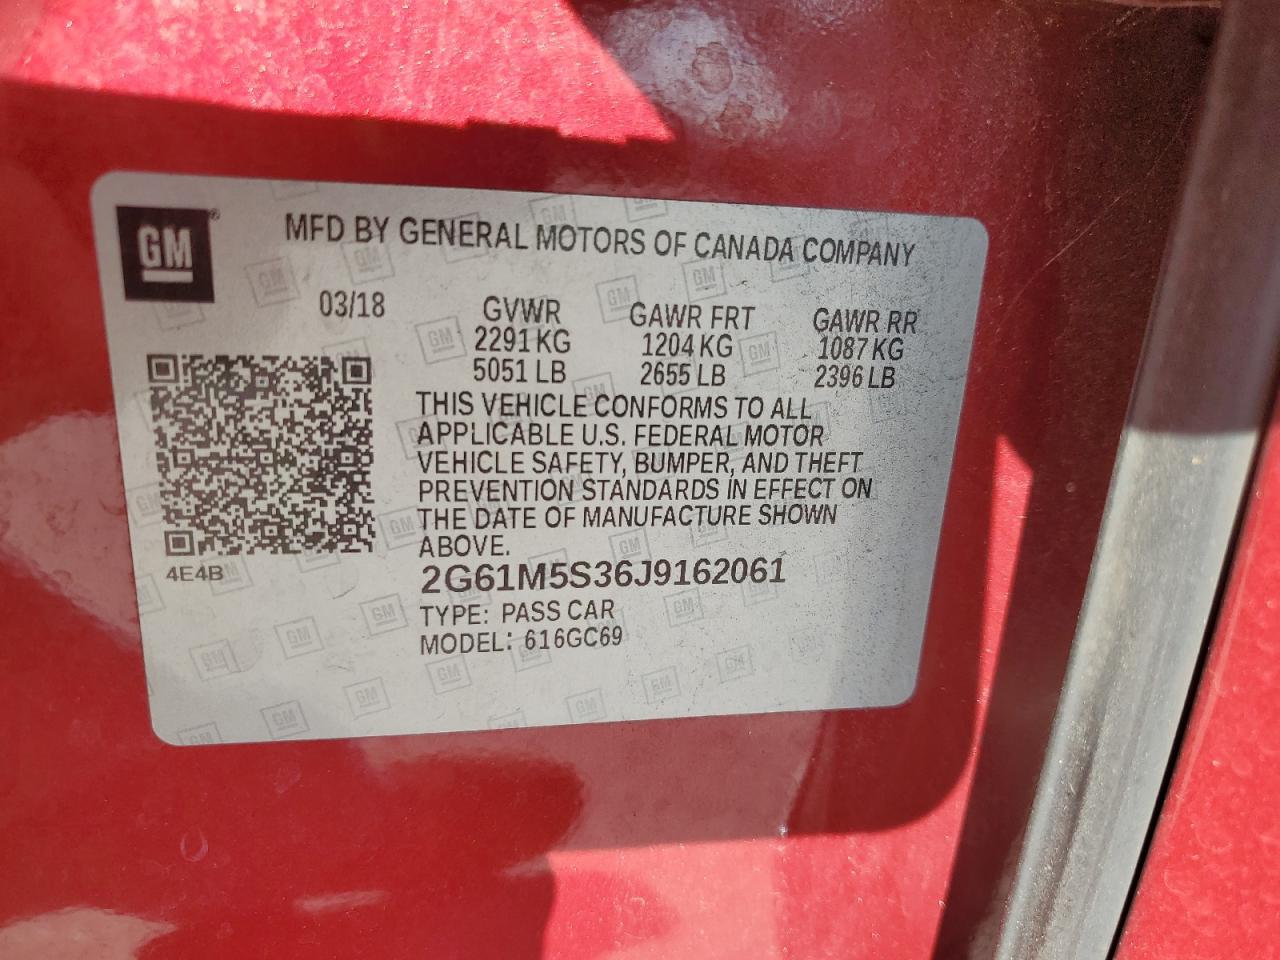 GM®
MFD BY GENERAL MOTORS OF CANADA COMPANY
03/18
GVWR GAWR FRT GAWR RR
2291 KG 1204 KG 1087 KG
5051 LB 2655 LB 2396 LB
THIS VEHICLE CONFORMS TO ALL
APPLICABLE U.S. FEDERAL MOTOR
VEHICLE SAFETY, BUMPER, AND THEFT
PREVENTION STANDARDS IN EFFECT ON
THE DATE OF MANUFACTURE SHOWN
ABOVE.
4E4B
2G61M5S36J9162061
TYPE: PASS CAR
MODEL: 616GC69